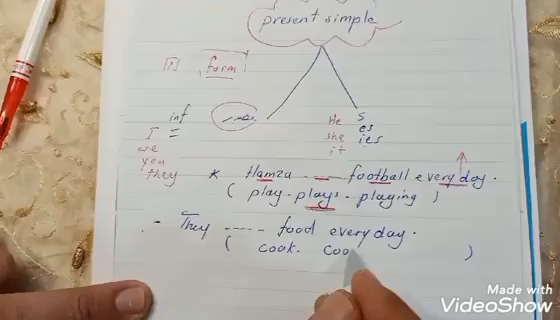 present simple
[1] form
inf
He S
I she es
we it ies
you
they * Hamza ---- football every day.
( play - plays - playing )
- They ----- food every day.
( cook. coo )
Made with
VideoShow